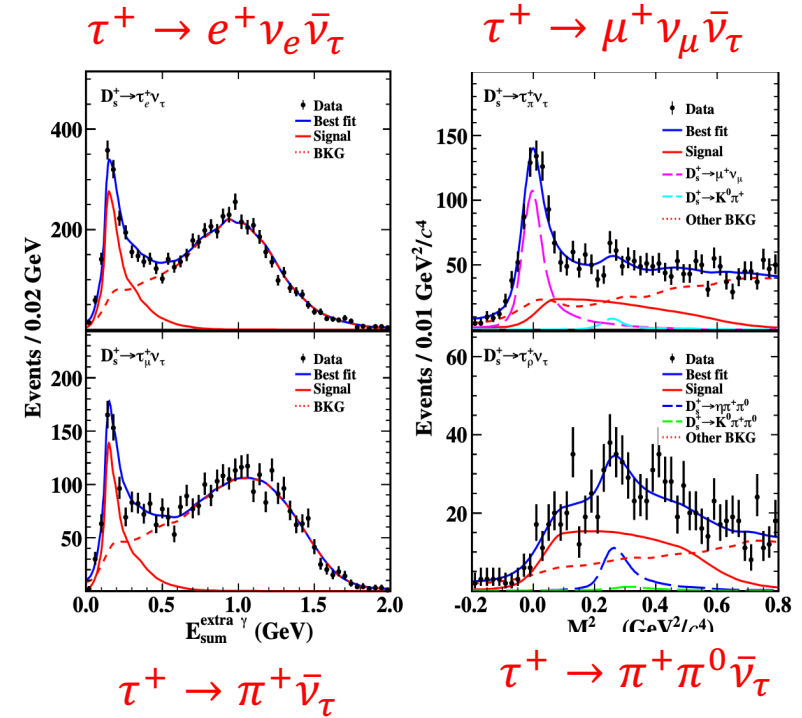 τ⁺ → e⁺νₑν̄_τ
τ⁺ → μ⁺ν_μν̄_τ
Events / 0.02 GeV
D_s⁺→τ_e⁺ν_τ
Data
Best fit
Signal
BKG
400
200
D_s⁺→τ_μ⁺ν_τ
Data
Best fit
Signal
BKG
200
150
100
50
0.0 0.5 1.0 1.5 2.0
E_sum^extra γ (GeV)
Events / 0.01 GeV²/c⁴
D_s⁺→τ_π⁺ν_τ
Data
Best fit
Signal
D_s⁺→μ⁺ν_μ
D_s⁺→K⁰π⁺
Other BKG
150
100
50
D_s⁺→τ_ρ⁺ν_τ
Data
Best fit
Signal
D_s⁺→ηπ⁺π⁰
D_s⁺→K⁰π⁺π⁰
Other BKG
60
40
20
-0.2 0.0 0.2 0.4 0.6 0.8
M² (GeV²/c⁴)
τ⁺ → π⁺ν̄_τ
τ⁺ → π⁺π⁰ν̄_τ